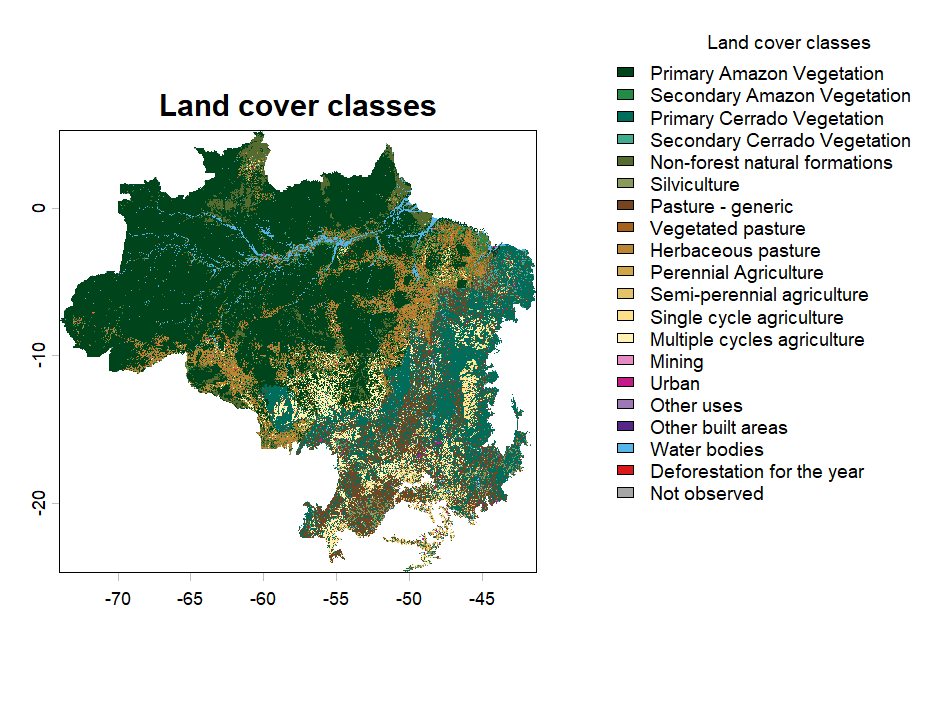 Land cover classes
0
-10
-20
-70
-65
-60
-55
-50
-45
Land cover classes
Primary Amazon Vegetation
Secondary Amazon Vegetation
Primary Cerrado Vegetation
Secondary Cerrado Vegetation
Non-forest natural formations
Silviculture
Pasture - generic
Vegetated pasture
Herbaceous pasture
Perennial Agriculture
Semi-perennial agriculture
Single cycle agriculture
Multiple cycles agriculture
Mining
Urban
Other uses
Other built areas
Water bodies
Deforestation for the year
Not observed